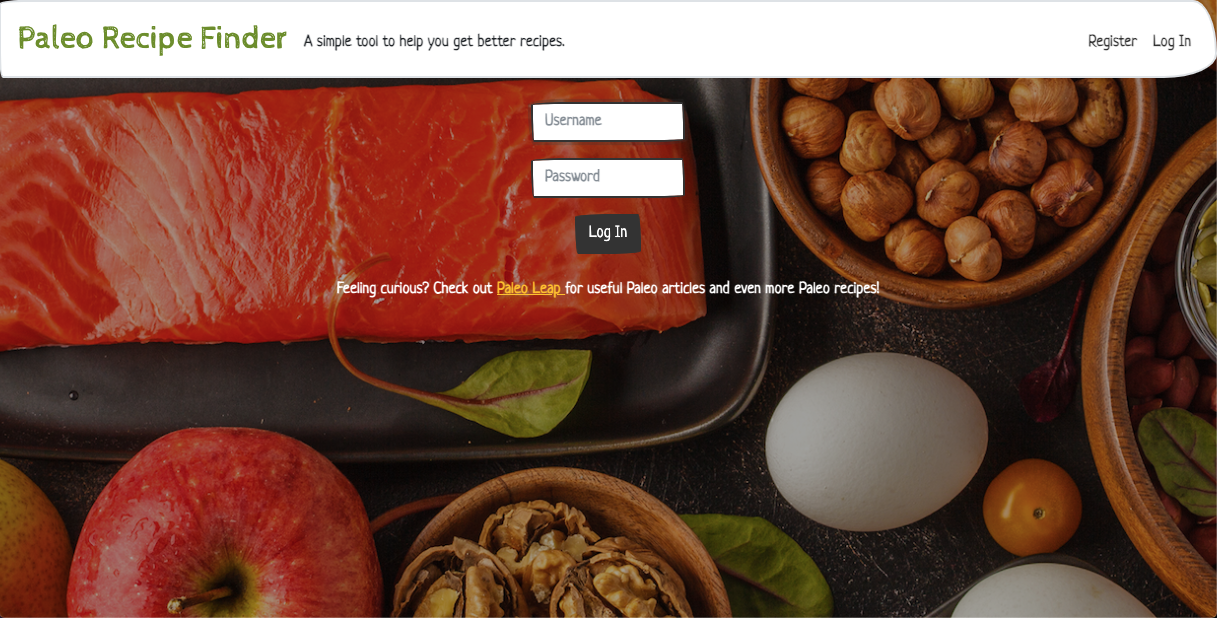 Paleo Recipe Finder A simple tool to help you get better recipes. Register Log In
Username
Password
Log In
Feeling curious? Check out Paleo Leap for useful Paleo articles and even more Paleo recipes!